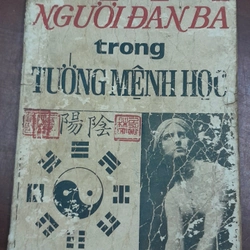 NGƯỜI ĐÀN BÀ
trong
TƯỚNG MỆNH HỌC
陽陰